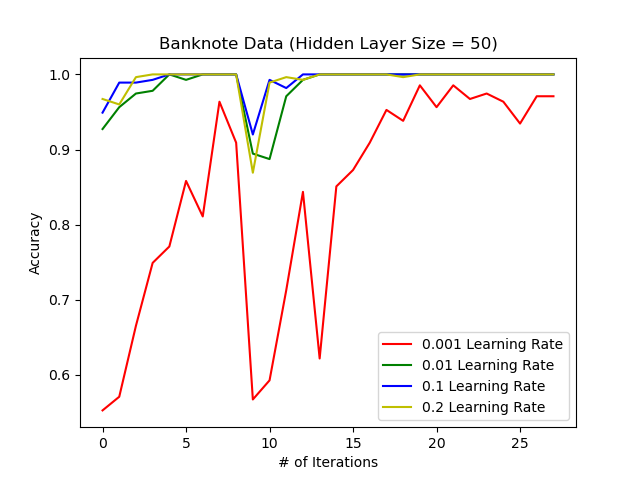 Banknote Data (Hidden Layer Size = 50)
Accuracy
1.0
0.9
0.8
0.7
0.6
0.001 Learning Rate
0.01 Learning Rate
0.1 Learning Rate
0.2 Learning Rate
0 5 10 15 20 25
# of Iterations